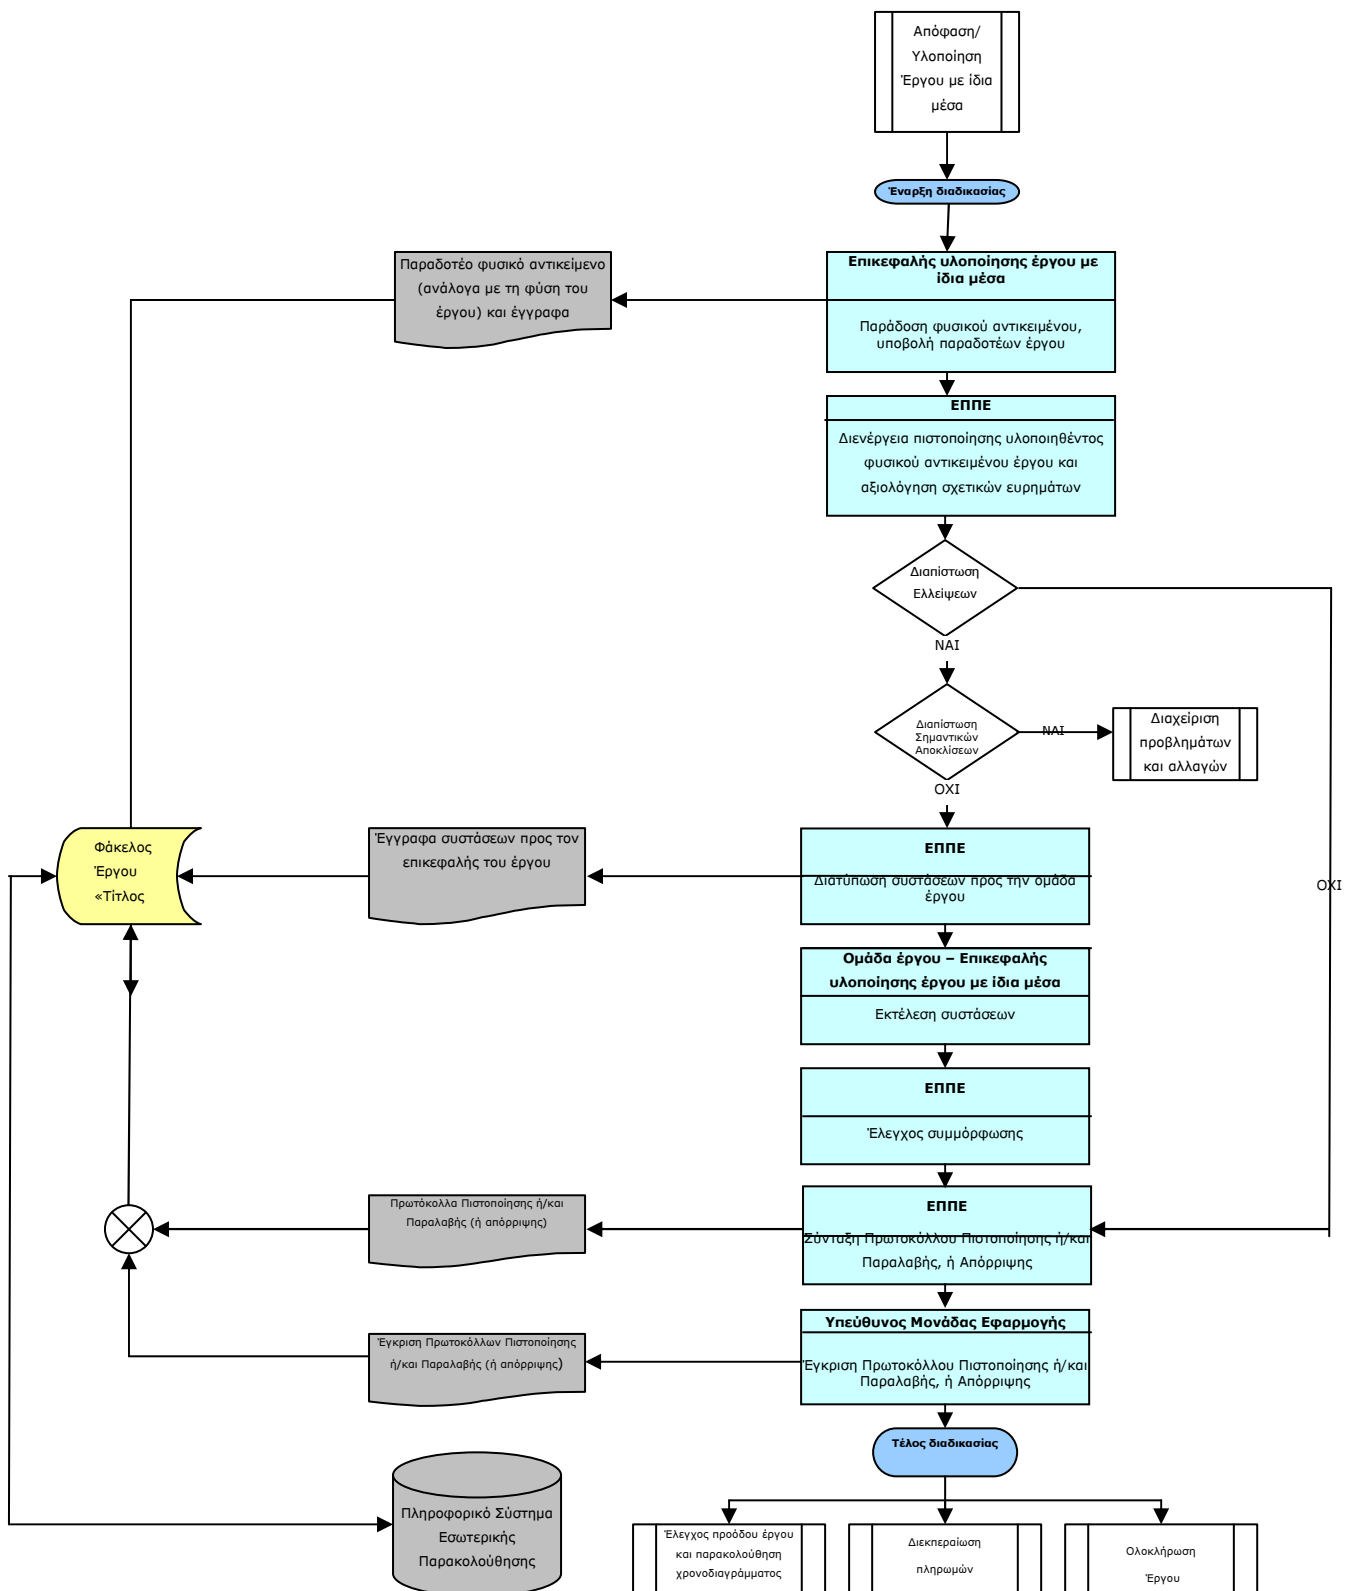 Απόφαση/
Υλοποίηση
Έργου με ίδια
μέσα
Έναρξη διαδικασίας
Επικεφαλής υλοποίησης έργου με
ίδια μέσα
Παράδοση φυσικού αντικειμένου,
υποβολή παραδοτέων έργου
Παραδοτέο φυσικό αντικείμενο
(ανάλογα με τη φύση του
έργου) και έγγραφα
ΕΠΠΕ
Διενέργεια πιστοποίησης υλοποιηθέντος
φυσικού αντικειμένου έργου και
αξιολόγηση σχετικών ευρημάτων
Διαπίστωση
Ελλείψεων
ΝΑΙ
Διαπίστωση
Σημαντικών
Αποκλίσεων
ΝΑΙ
Διαχείριση
προβλημάτων
και αλλαγών
ΟΧΙ
Φάκελος
Έργου
«Τίτλος
Έγγραφα συστάσεων προς τον
επικεφαλής του έργου
ΕΠΠΕ
Διατύπωση συστάσεων προς την ομάδα
έργου
ΟΧΙ
Ομάδα έργου – Επικεφαλής
υλοποίησης έργου με ίδια μέσα
Εκτέλεση συστάσεων
ΕΠΠΕ
Έλεγχος συμμόρφωσης
Πρωτόκολλα Πιστοποίησης ή/και
Παραλαβής (ή απόρριψης)
ΕΠΠΕ
Σύνταξη Πρωτοκόλλου Πιστοποίησης ή/και
Παραλαβής, ή Απόρριψης
Έγκριση Πρωτοκόλλων Πιστοποίησης
ή/και Παραλαβής (ή απόρριψης)
Υπεύθυνος Μονάδας Εφαρμογής
Έγκριση Πρωτοκόλλου Πιστοποίησης ή/και
Παραλαβής, ή Απόρριψης
Τέλος διαδικασίας
Πληροφορικό Σύστημα
Εσωτερικής
Παρακολούθησης
Έλεγχος προόδου έργου
και παρακολούθηση
χρονοδιαγράμματος
Διεκπεραίωση
πληρωμών
Ολοκλήρωση
Έργου